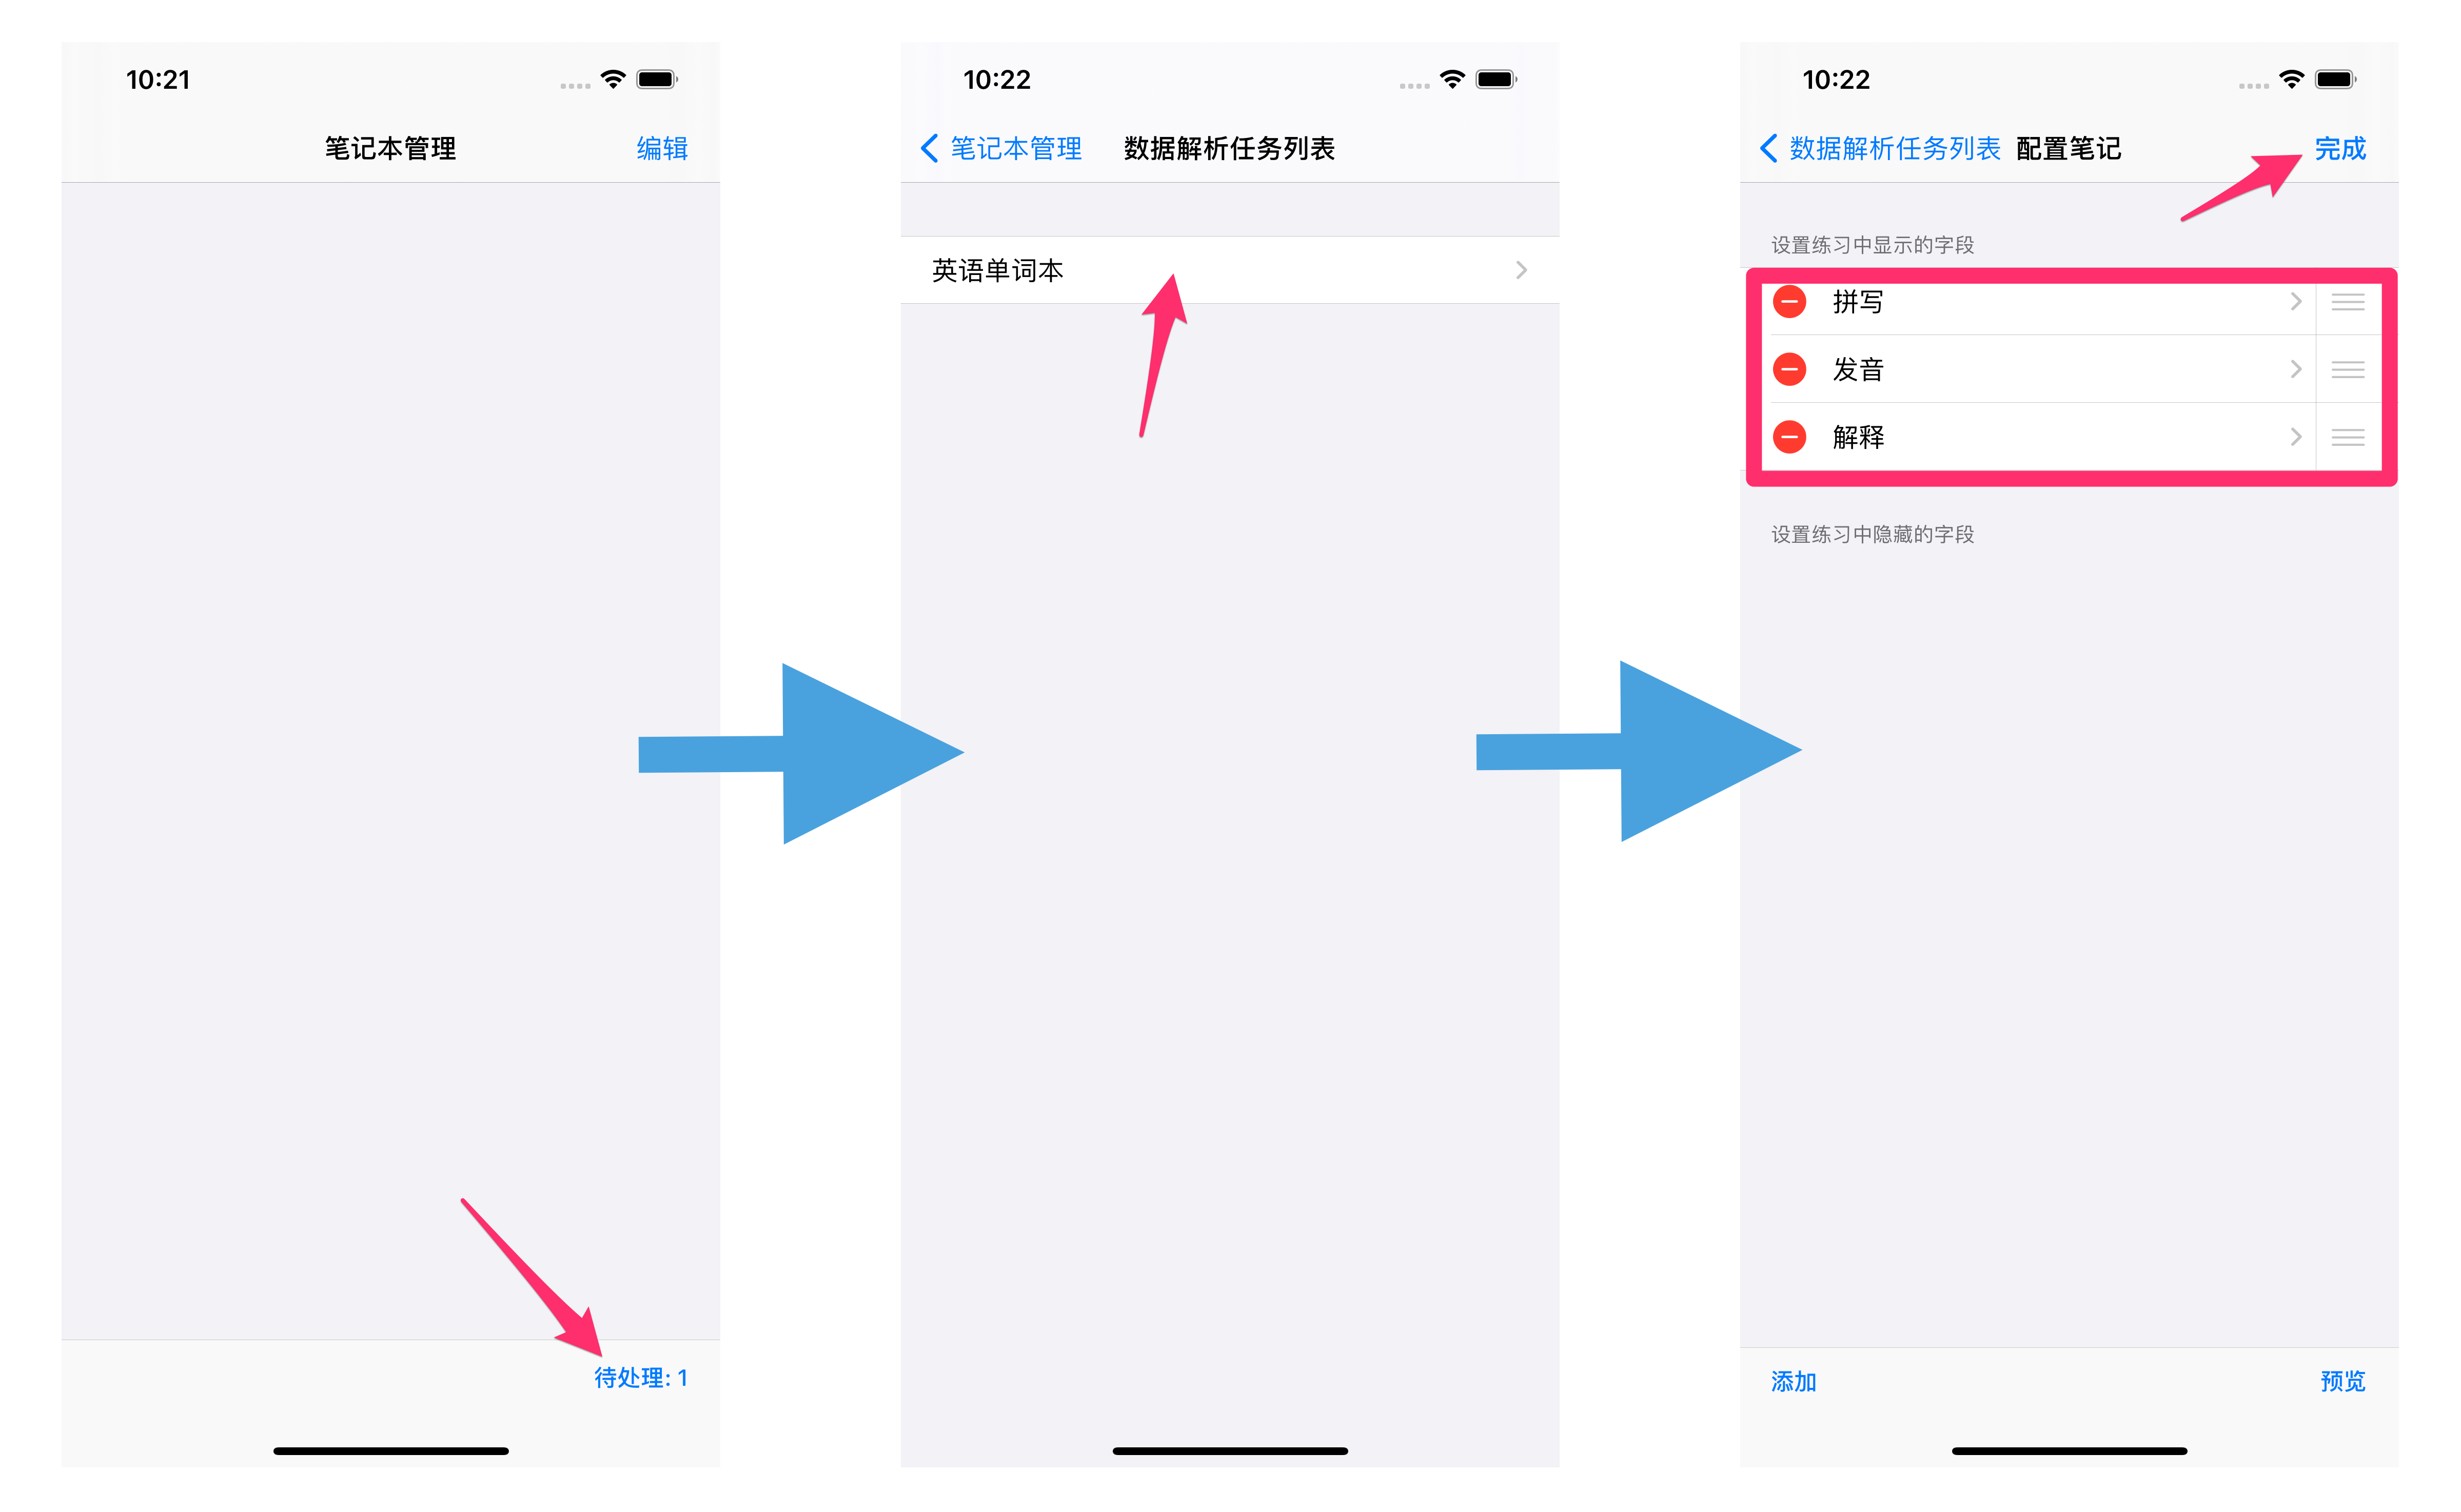 10:21
笔记本管理
编辑
待处理: 1
10:22
笔记本管理
数据解析任务列表
英语单词本
10:22
数据解析任务列表
配置笔记
完成
设置练习中显示的字段
拼写
发音
解释
设置练习中隐藏的字段
添加
预览